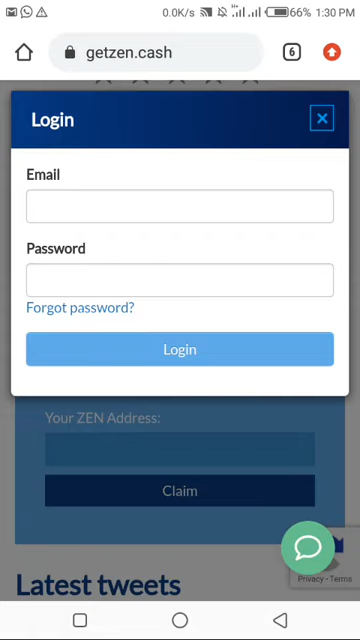 0.0K/s 66% 1:30 PM
getzen.cash 6
Login
Email
Password
Forgot password?
Login
Your ZEN Address:
Claim
Privacy - Terms
Latest tweets